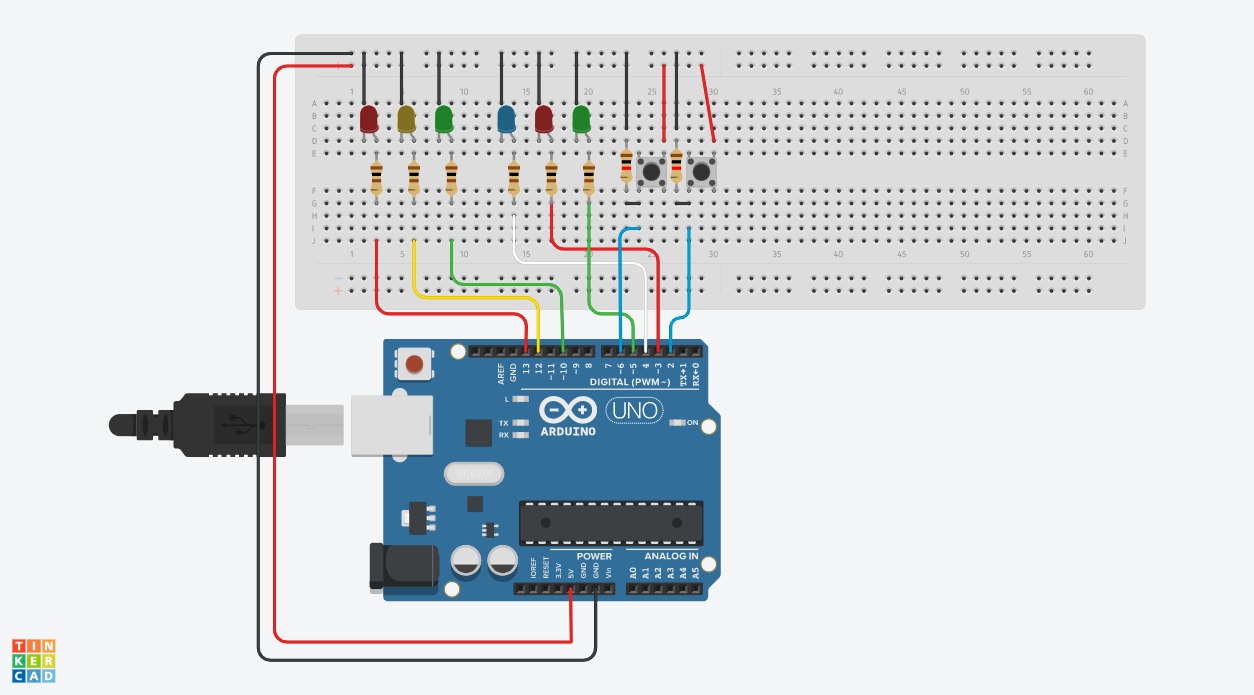 1 5 10 15 20 25 30 35 40 45 50 55 60
A A
B B
C C
D D
E E
F F
G G
H H
I I
J J
1 5 10 15 20 25 30 35 40 45 50 55 60
- 
+
AREF GND 13 12 ~11 ~10 ~9 8 7 ~6 ~5 4 ~3 2 TX→1 RX←0
DIGITAL (PWM~)
L
TX
RX
UNO
ON
ARDUINO
POWER ANALOG IN
IOREF RESET 3.3V 5V GND GND Vin A0 A1 A2 A3 A4 A5
TIN
KER
CAD